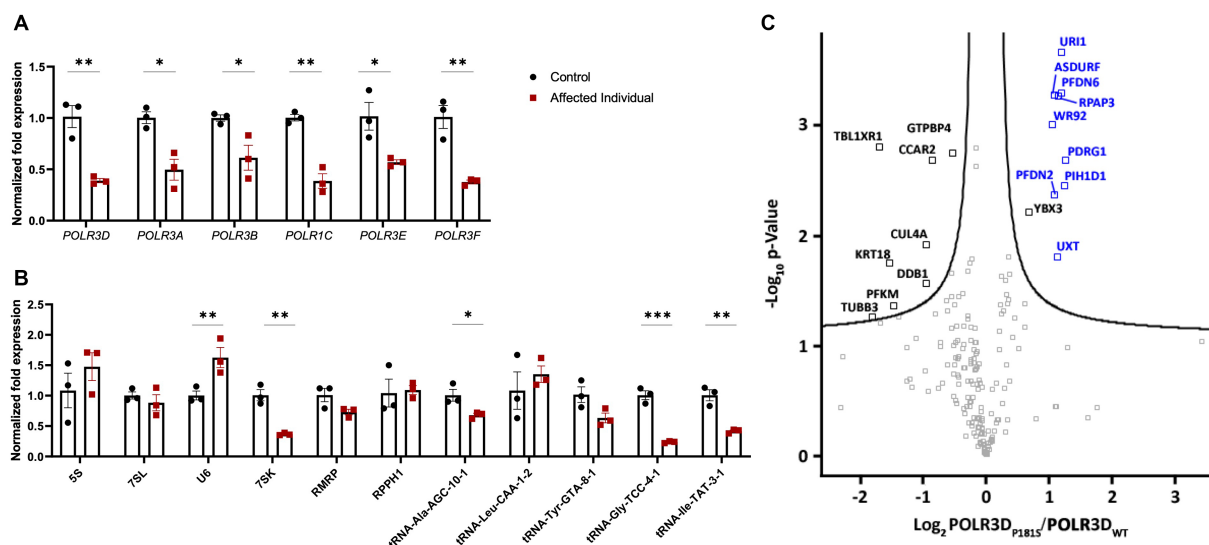 A
Normalized fold expression
1.5
1.0
0.5
0.0
** * * ** * **
POLR3D POLR3A POLR3B POLR1C POLR3E POLR3F
Control
Affected Individual
B
Normalized fold expression
2.5
2.0
1.5
1.0
0.5
0.0
** ** * *** **
5S 7SL U6 7SK RMRP RPPH1 tRNA-Ala-AGC-10-1 tRNA-Leu-CAA-1-2 tRNA-Tyr-GTA-8-1 tRNA-Gly-TCC-4-1 tRNA-Ile-TAT-3-1
C
-Log10 p-Value
3
2
1
0
URI1
ASDURF
PFDN6
RPAP3
WR92
GTPBP4
TBL1XR1
CCAR2
PDRG1
PFDN2
PIH1D1
YBX3
CUL4A
UXT
KRT18
DDB1
PFKM
TUBB3
-2 -1 0 1 2 3
Log2 POLR3DP181S/POLR3DWT